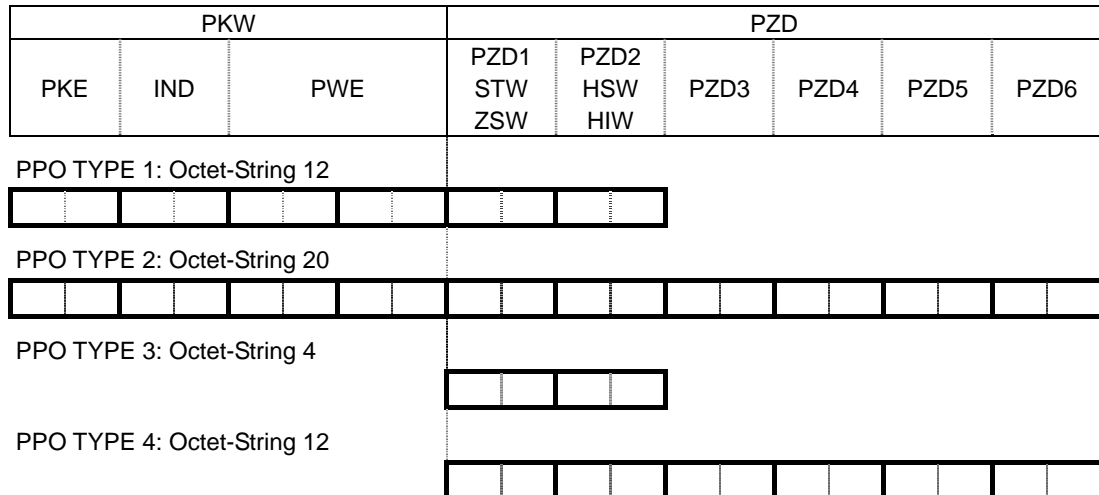 PKW PZD
PKE IND PWE PZD1 STW ZSW PZD2 HSW HIW PZD3 PZD4 PZD5 PZD6
PPO TYPE 1: Octet-String 12
PPO TYPE 2: Octet-String 20
PPO TYPE 3: Octet-String 4
PPO TYPE 4: Octet-String 12